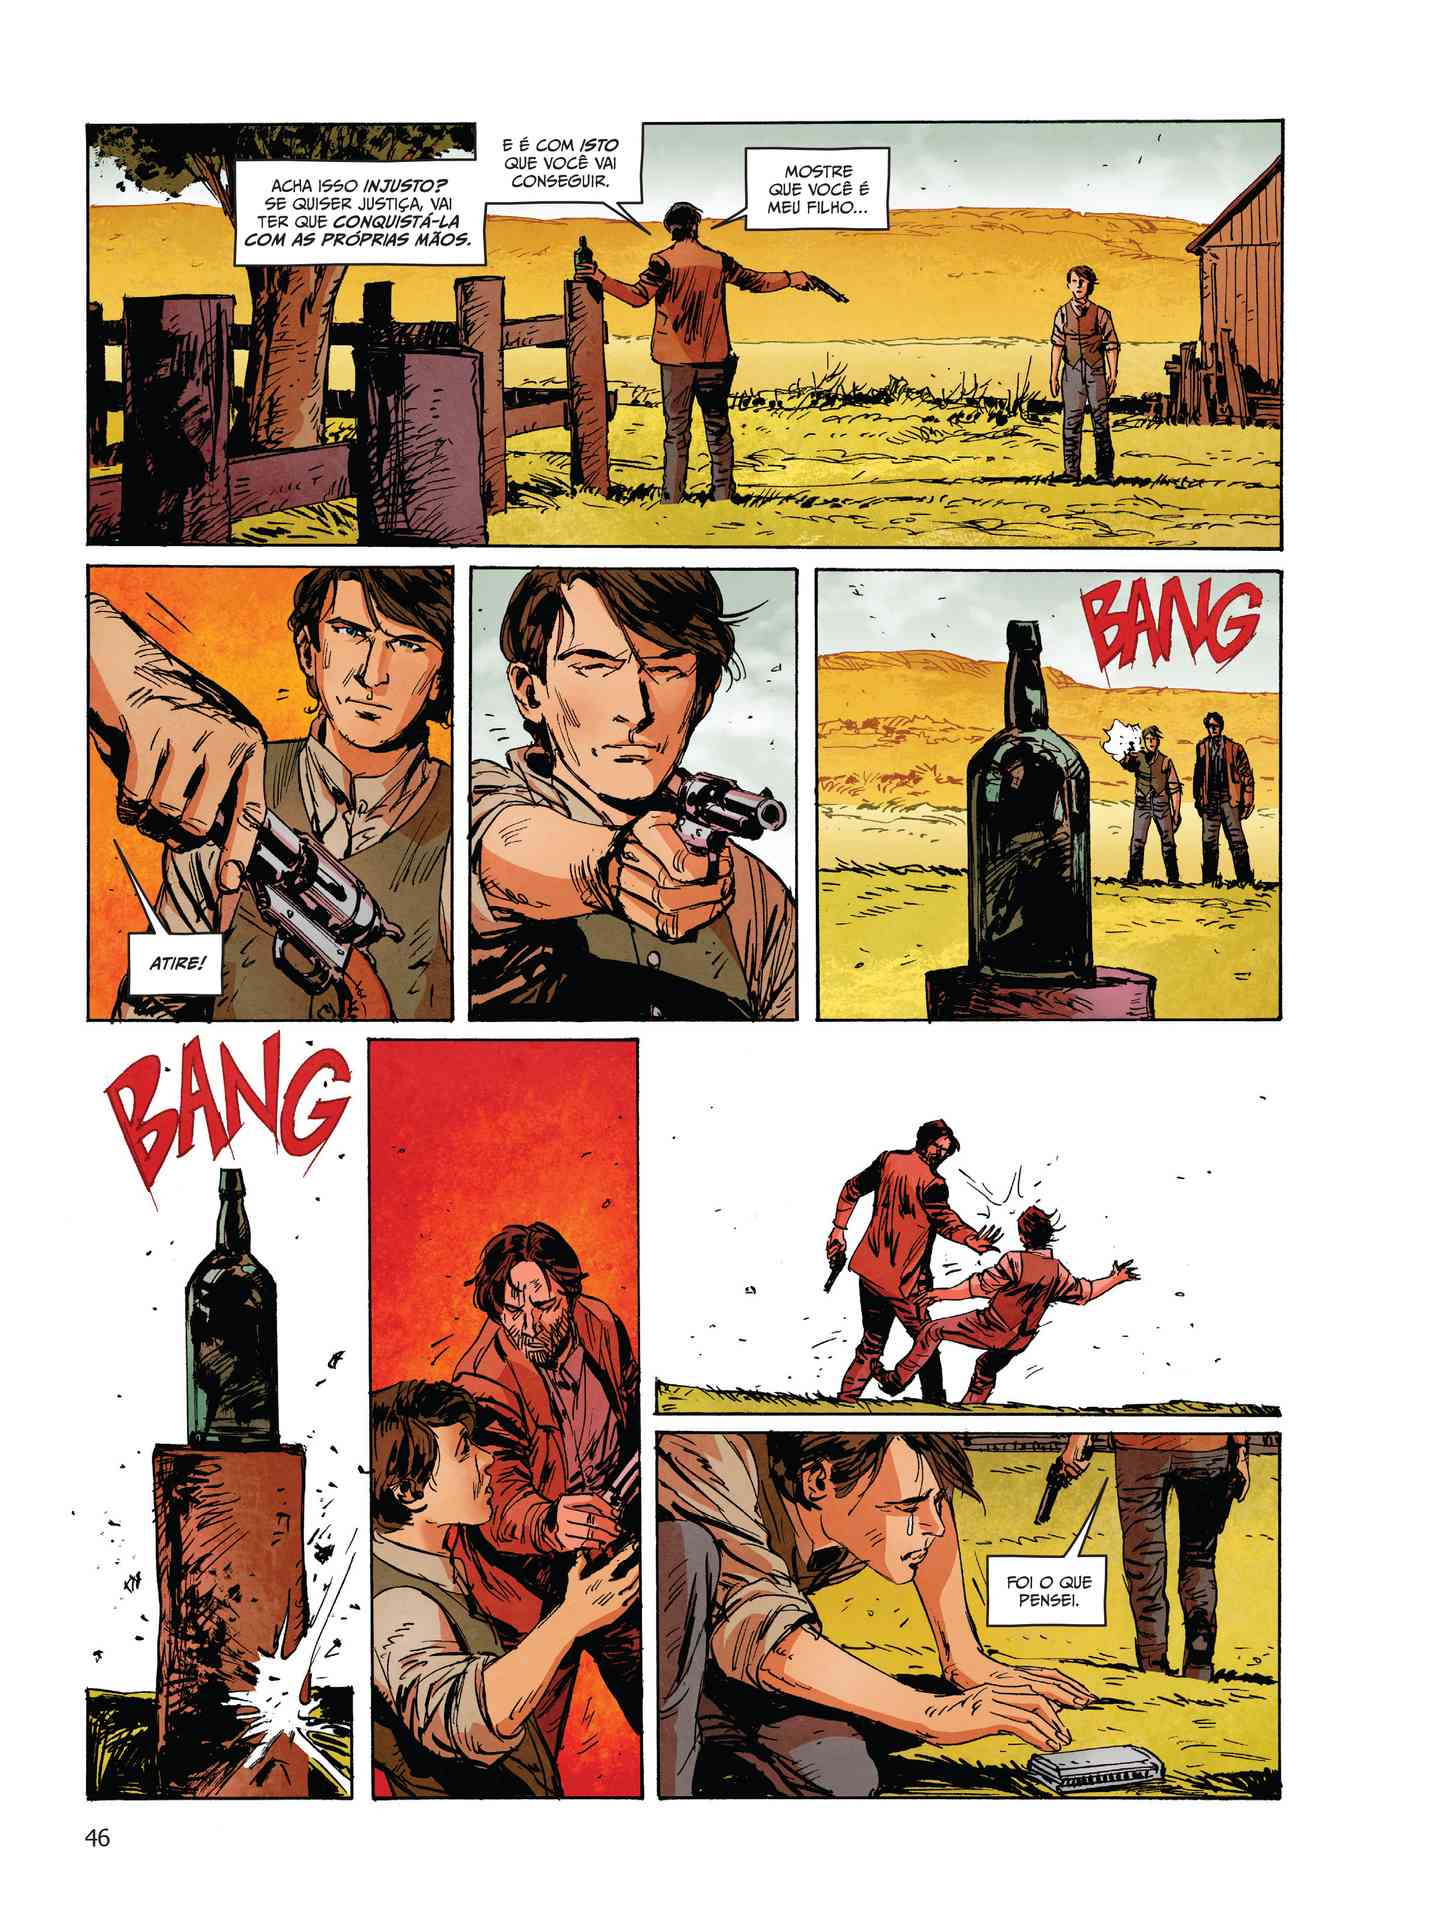 ACHA ISSO INJUSTO?
SE QUISER JUSTIÇA, VAI
TER QUE CONQUISTÁ-LA
COM AS PRÓPRIAS MÃOS.
E É COM ISTO
QUE VOCÊ VAI
CONSEGUIR.
MOSTRE
QUE VOCÊ É
MEU FILHO...
ATIRE!
BANG
BANG
FOI O QUE
PENSEI.
46